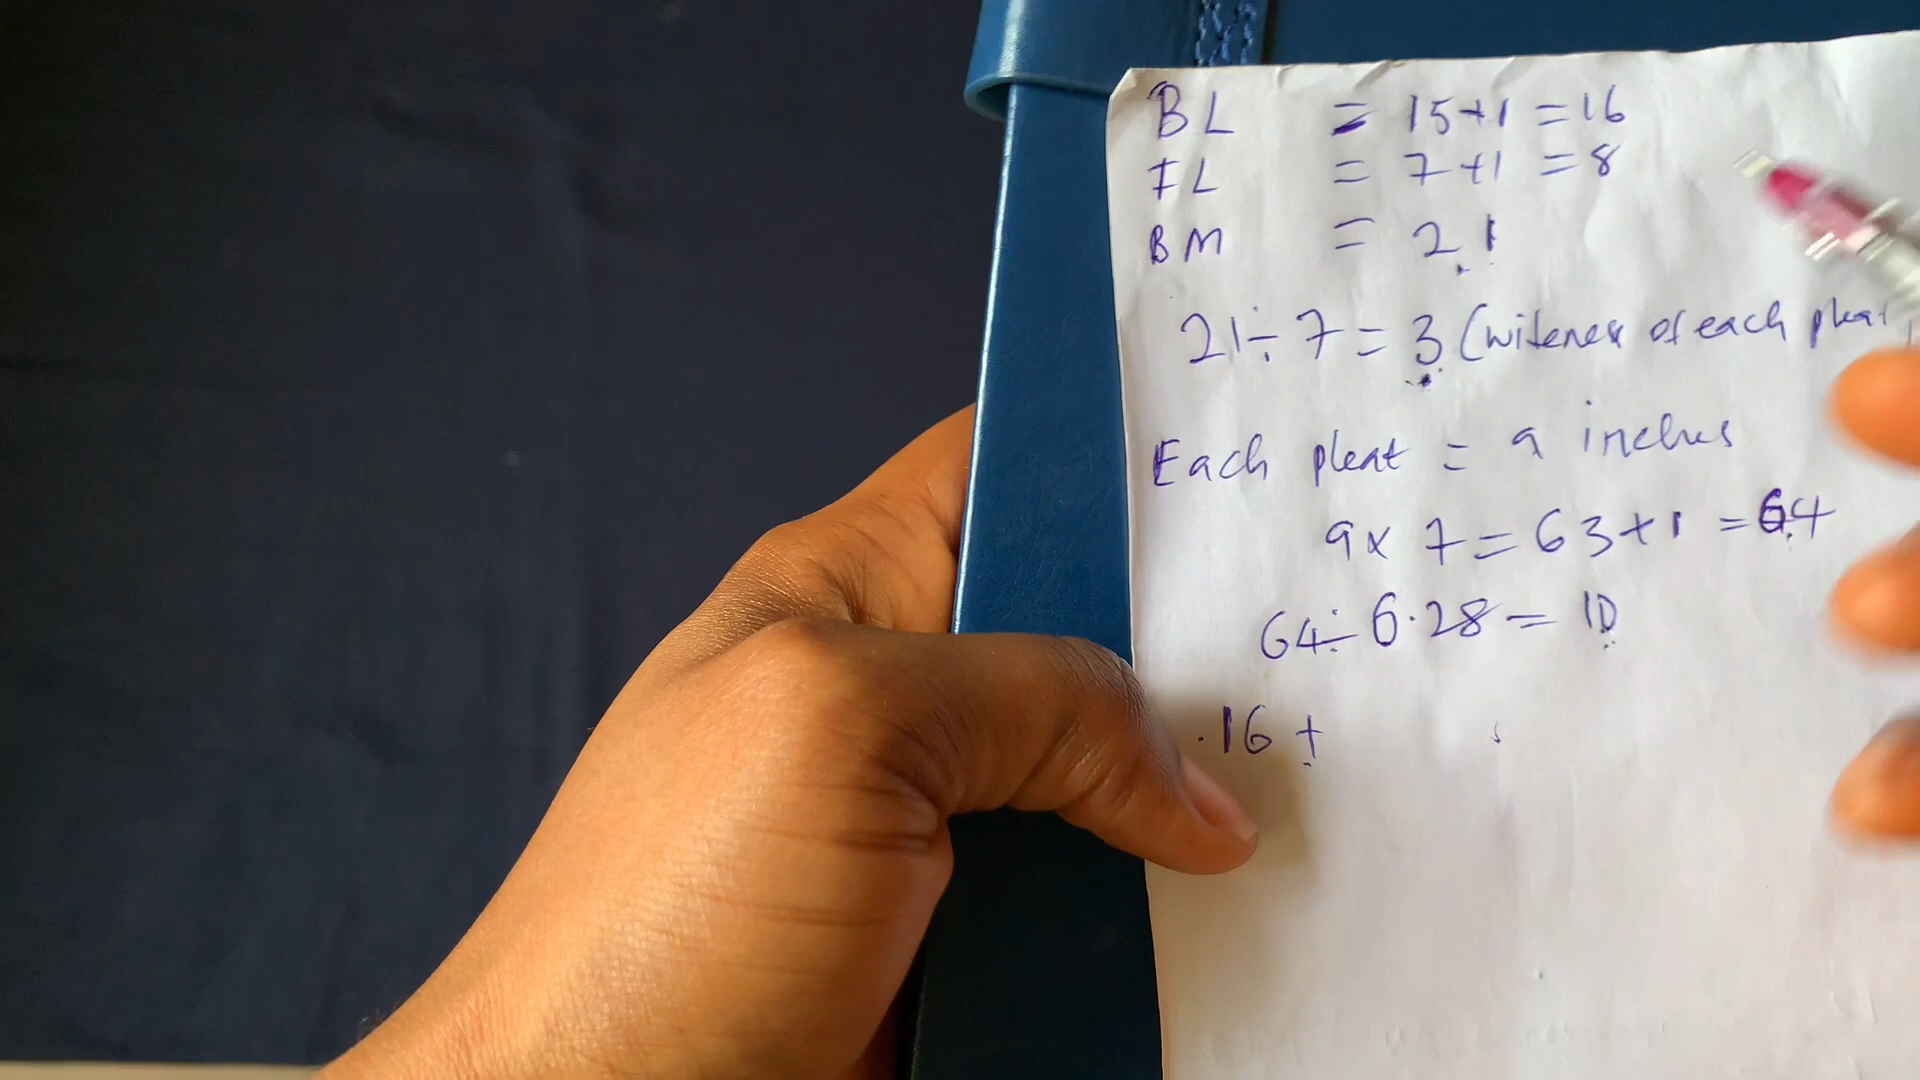 BL = 15+1 = 16
FL = 7+1 = 8
BM = 21
21÷7 = 3 (wideness of each pleat)
Each pleat = 9 inches
9x 7 = 63+1 = 64
64÷6.28 = 10
.16 +